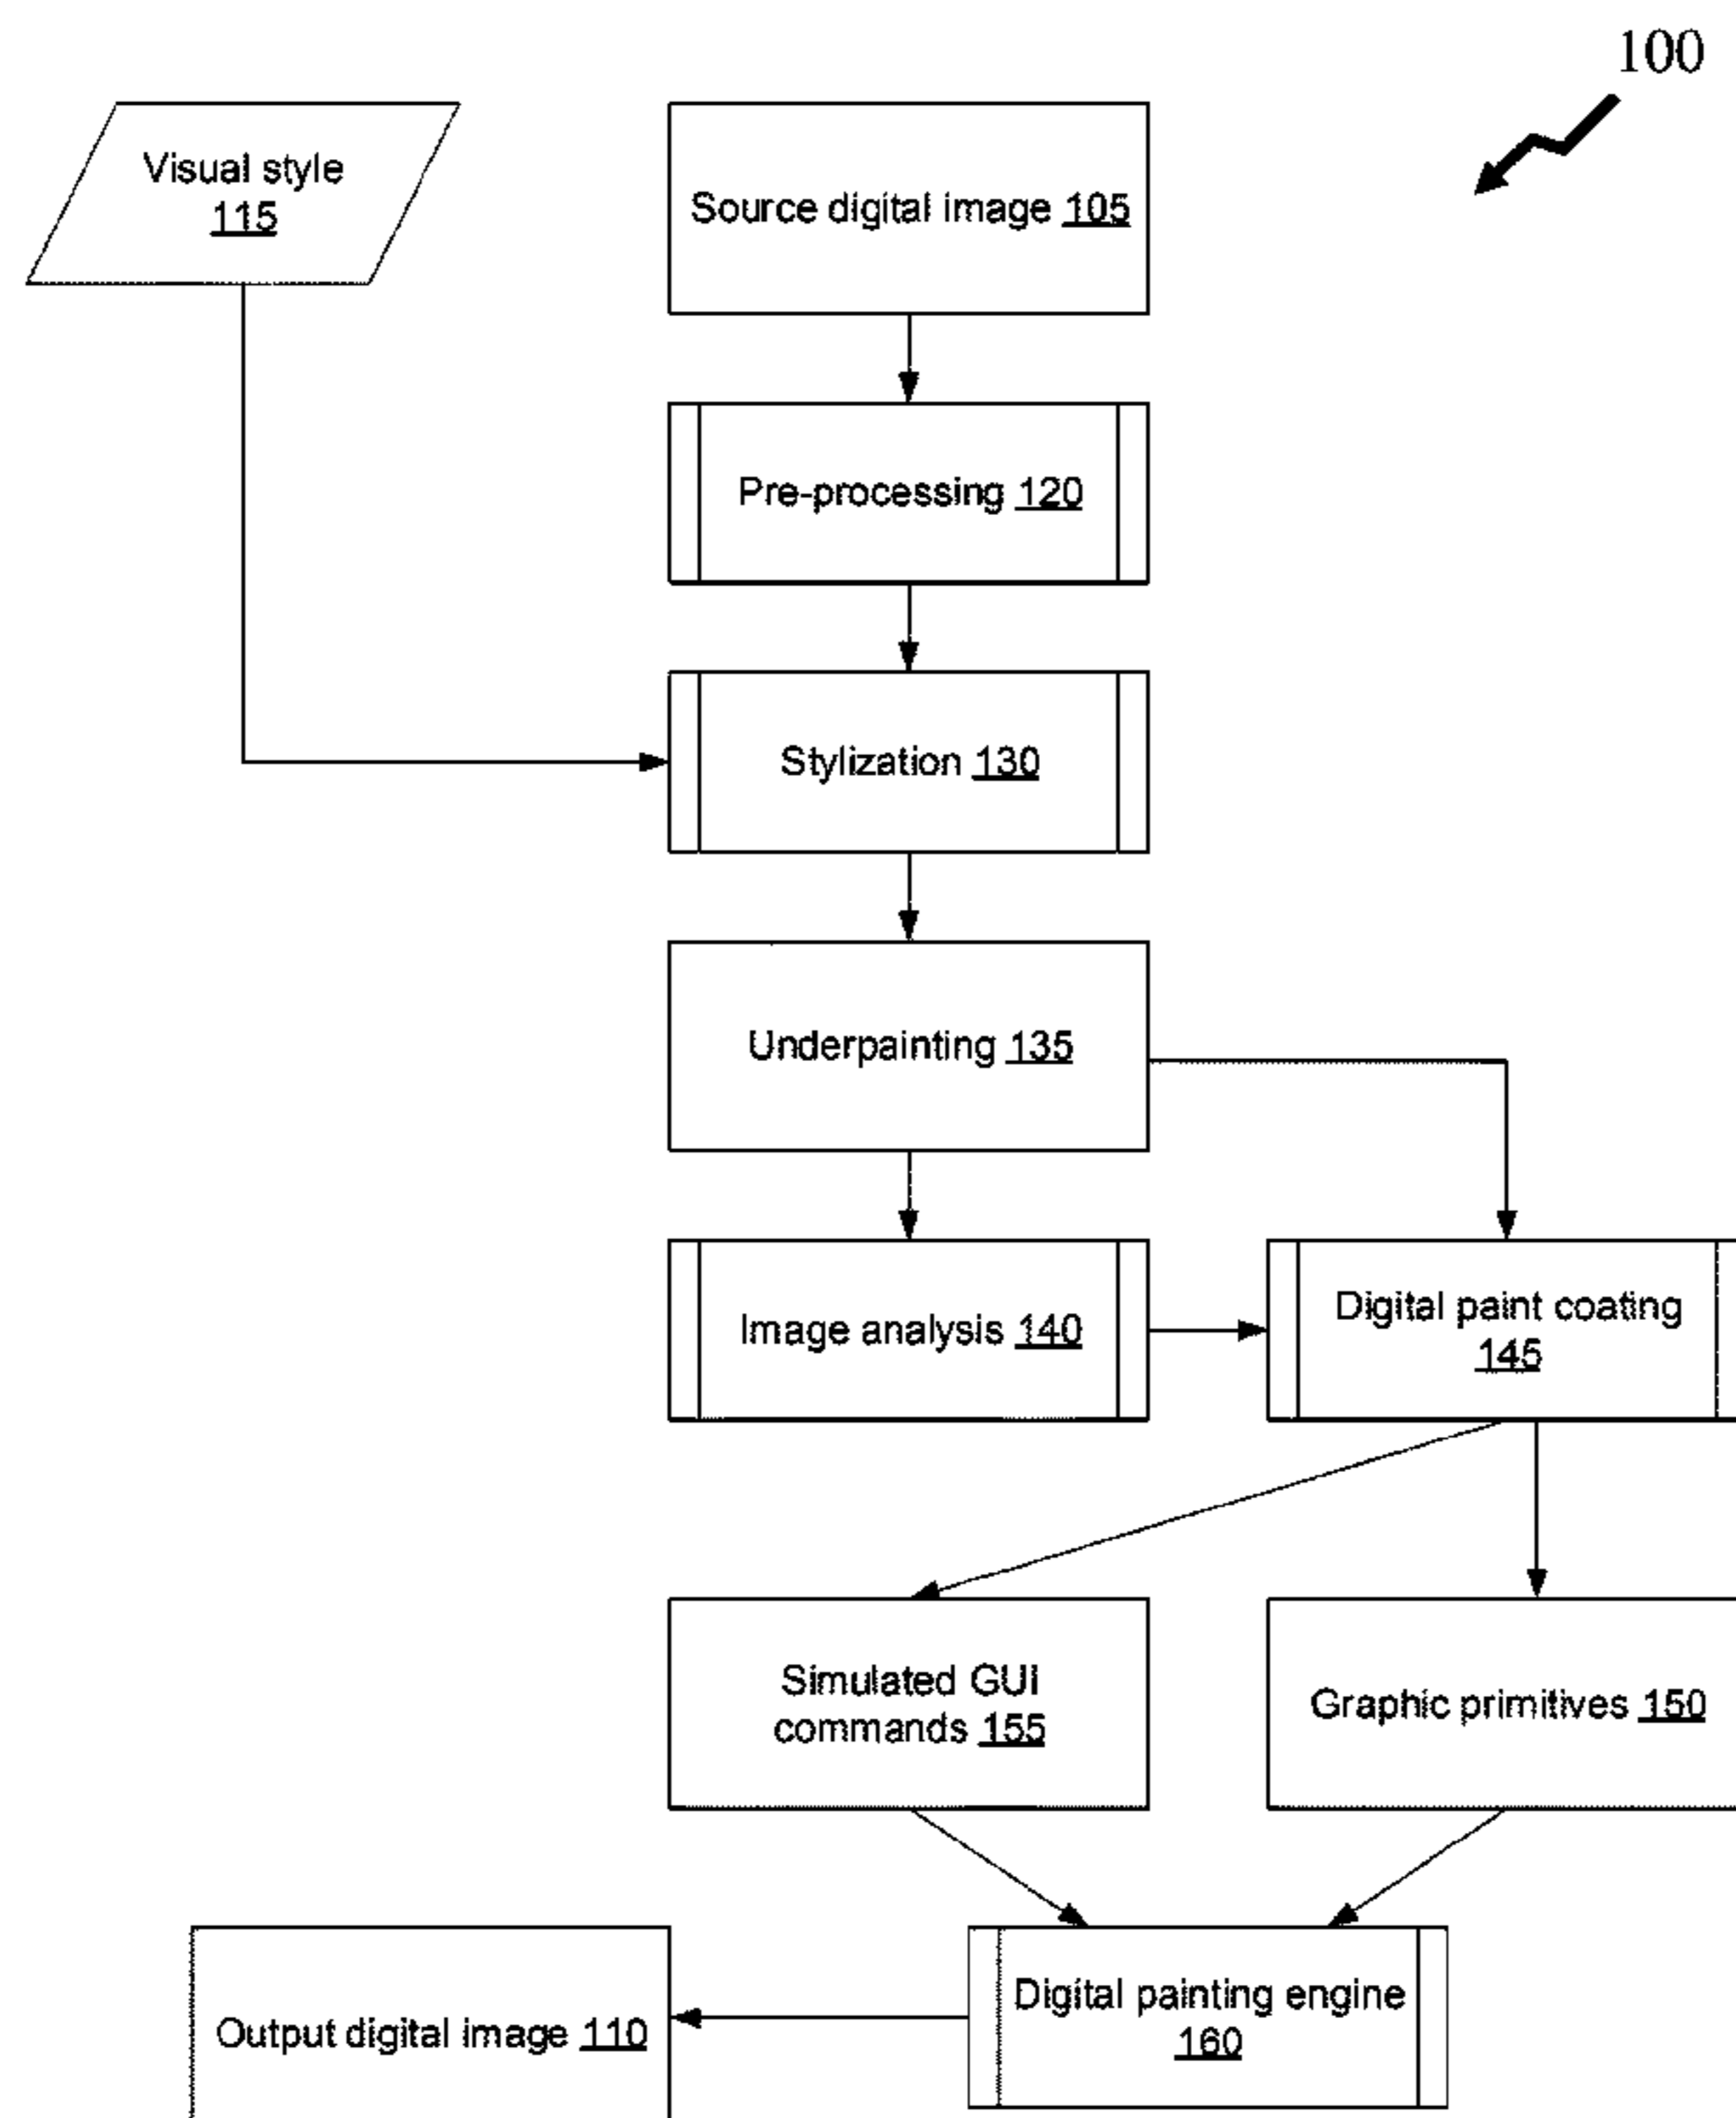 100
Visual style
115
Source digital image 105
Pre-processing 120
Stylization 130
Underpainting 135
Image analysis 140
Digital paint coating
145
Simulated GUI
commands 155
Graphic primitives 150
Digital painting engine
160
Output digital image 110